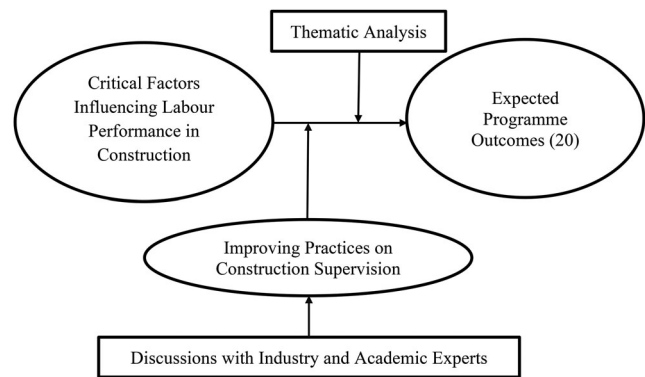 Thematic Analysis
Critical Factors
Influencing Labour
Performance in
Construction
Expected
Programme
Outcomes (20)
Improving Practices on
Construction Supervision
Discussions with Industry and Academic Experts